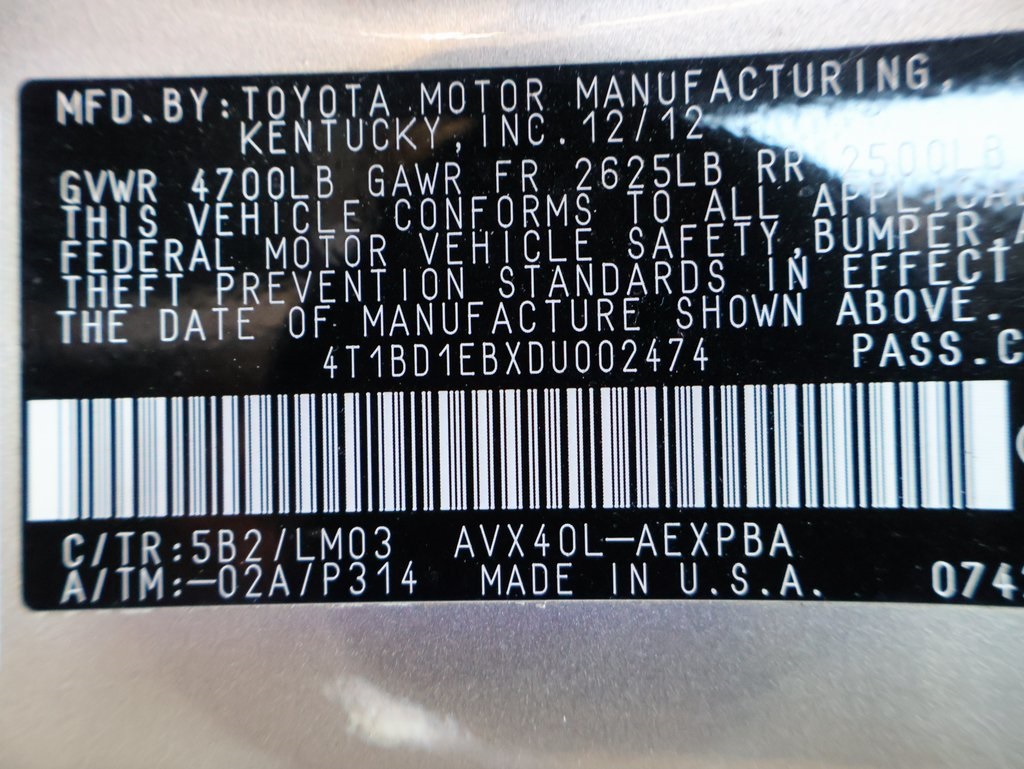 MFD.BY:TOYOTA MOTOR MANUFACTURING,
KENTUCKY,INC.12/12
GVWR 4700LB GAWR FR 2625LB RR 2500LB
THIS VEHICLE CONFORMS TO ALL
FEDERAL MOTOR VEHICLE SAFETY,BUMPER,
THEFT PREVENTION STANDARDS IN EFFECT
THE DATE OF MANUFACTURE SHOWN ABOVE.
4T1BD1EBXDU002474 PASS.C
C/TR:5B2/LM03 AVX40L-AEXPBA
A/TM:-02A/P314 MADE IN U.S.A.